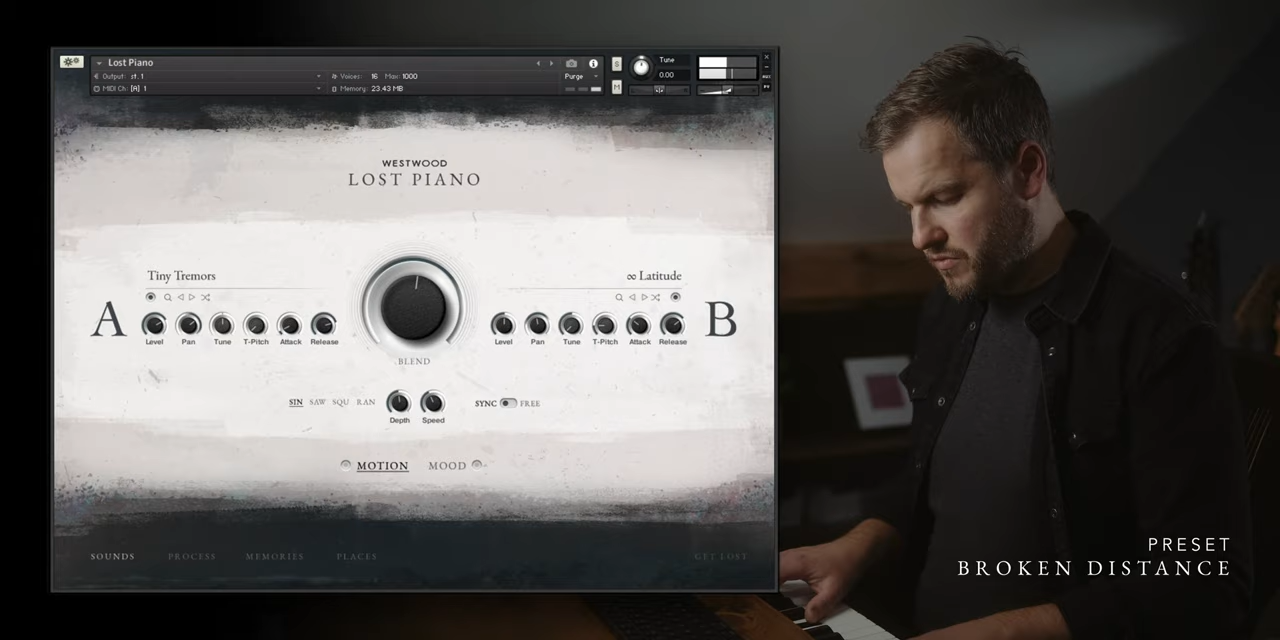 Lost Piano
Output: st. 1
Voices: 16 Max: 1000
Purge
MIDI Ch: [A] 1
Memory: 23.43 MB
S
M
Tune
0.00
WESTWOOD
LOST PIANO
Tiny Tremors
∞ Latitude
A
B
Level Pan Tune T-Pitch Attack Release
Level Pan Tune T-Pitch Attack Release
BLEND
SIN SAW SQU RAN
Depth Speed
SYNC FREE
MOTION MOOD
SOUNDS PROCESS MEMORIES PLACES GET LOST
PRESET
BROKEN DISTANCE